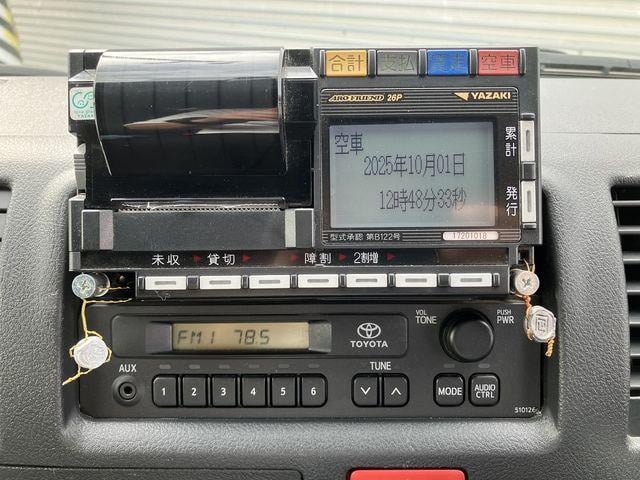 合計 支払 賃走 空車
ARO FRIEND 26P YAZAKI
空車
2025年10月01日
12時48分33秒
累計
発行
型式承認 第B122号 17201018
未収 貸切 障割 2割増
FM1 78.5
TOYOTA
VOL
TONE
PUSH
PWR
AUX
TUNE
1 2 3 4 5 6
MODE
AUDIO
CTRL
510126